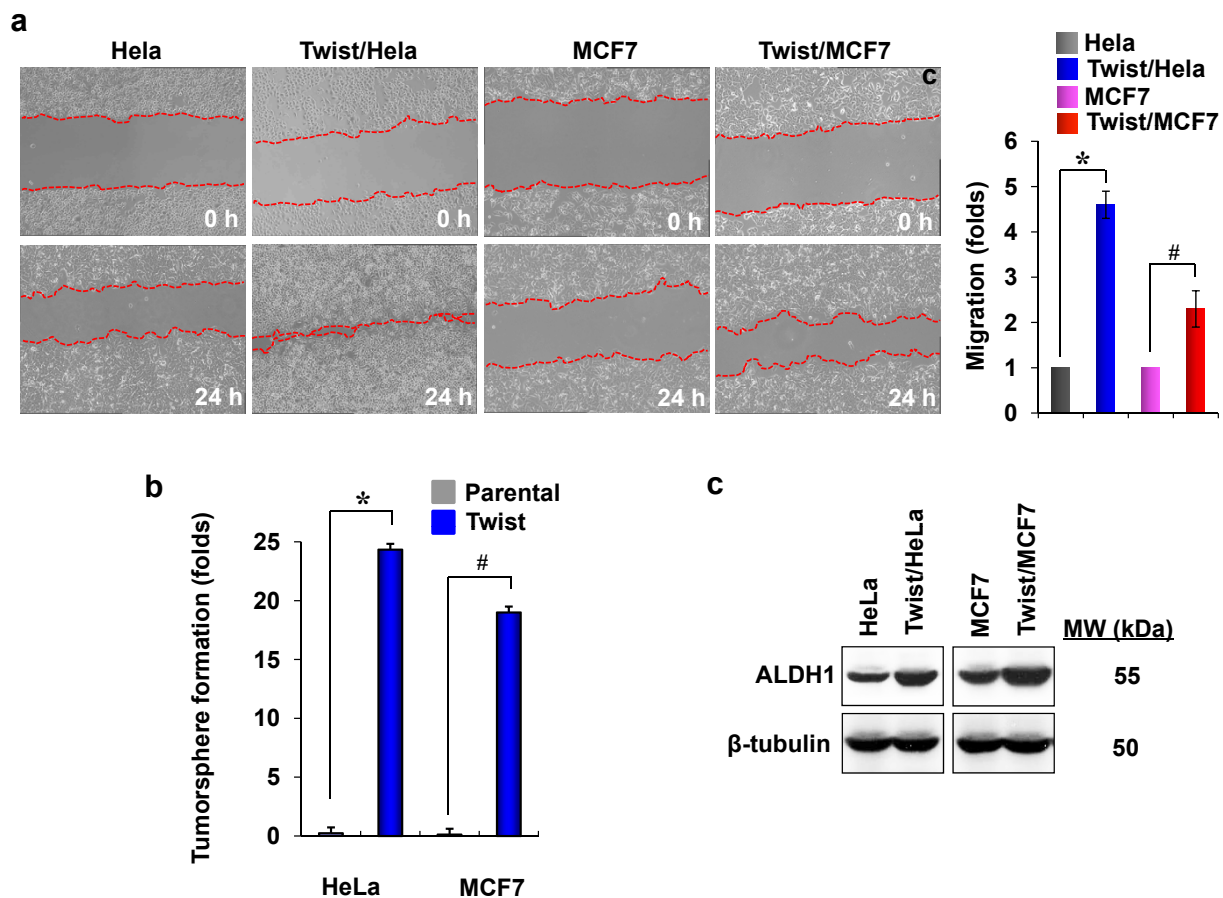 a
Hela
Twist/Hela
MCF7
Twist/MCF7
c
0 h
0 h
0 h
0 h
24 h
24 h
24 h
24 h
Hela
Twist/Hela
MCF7
Twist/MCF7
Migration (folds)
6
5
4
3
2
1
0
*
#
b
Parental
Twist
Tumorsphere formation (folds)
25
20
15
10
5
0
*
#
HeLa
MCF7
c
HeLa
Twist/HeLa
MCF7
Twist/MCF7
MW (kDa)
ALDH1
55
β-tubulin
50